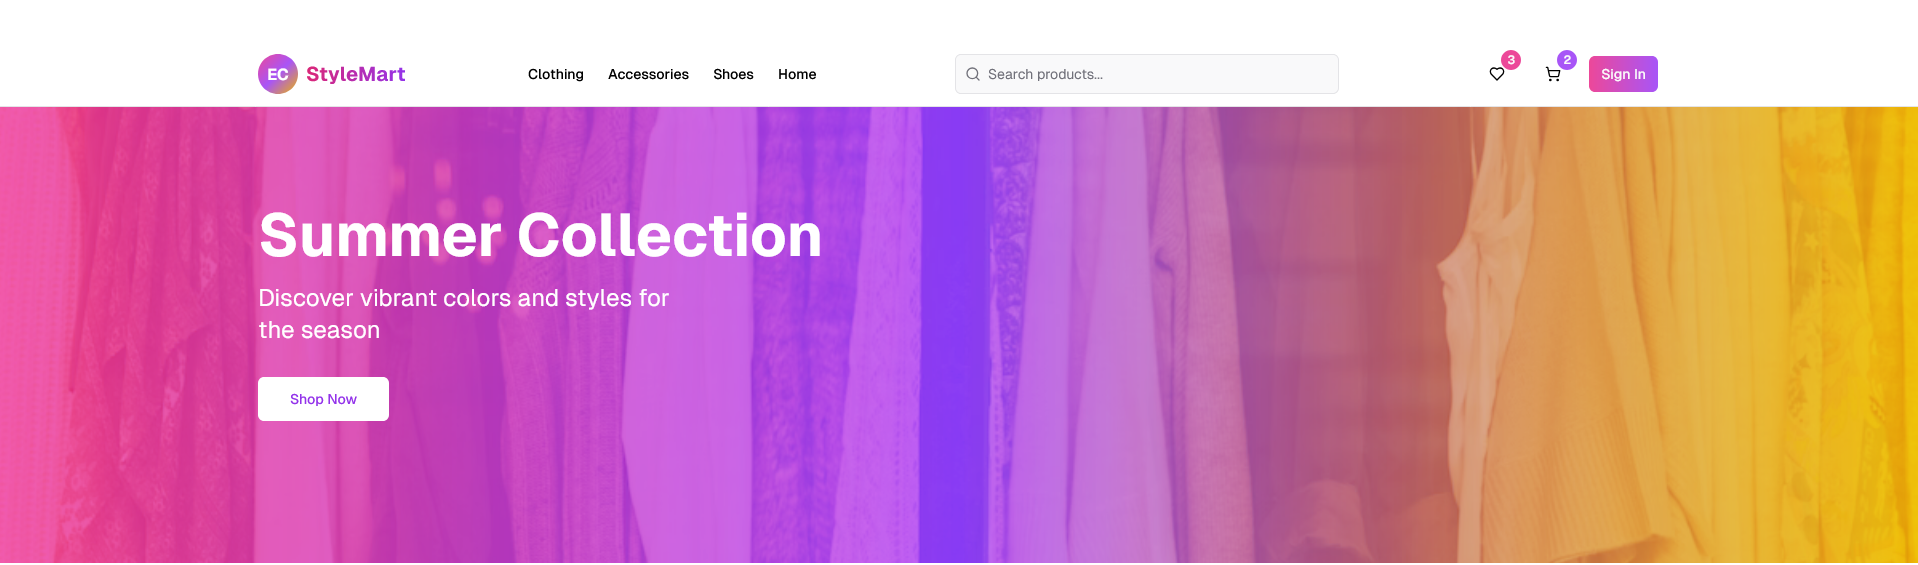 EC StyleMart
Clothing Accessories Shoes Home
Search products...
3
2
Sign In
Summer Collection
Discover vibrant colors and styles for
the season
Shop Now